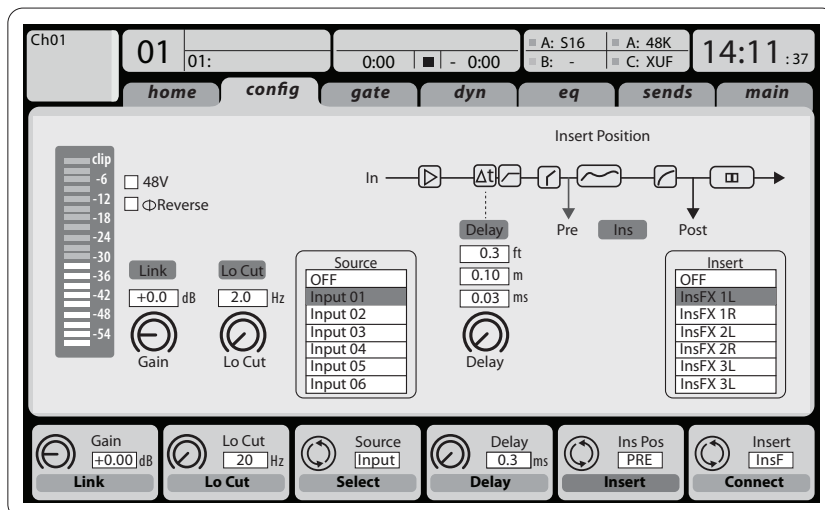 Ch01
01
01:
0:00
- 0:00
A: S16
A: 48K
B: -
C: XUF
14:11 :37
home
config
gate
dyn
eq
sends
main
Insert Position
clip
-6
-12
-18
-24
-30
-36
-42
-48
-54
48V
ΦReverse
In
Δt
Pre
Ins
Post
Link
+0.0 dB
Gain
Lo Cut
2.0 Hz
Lo Cut
Source
OFF
Input 01
Input 02
Input 03
Input 04
Input 05
Input 06
Delay
0.3 ft
0.10 m
0.03 ms
Delay
Insert
OFF
InsFX 1L
InsFX 1R
InsFX 2L
InsFX 2R
InsFX 3L
InsFX 3L
Gain
+0.00 dB
Link
Lo Cut
20 Hz
Lo Cut
Source
Input
Select
Delay
0.3 ms
Delay
Ins Pos
PRE
Insert
Insert
InsF
Connect